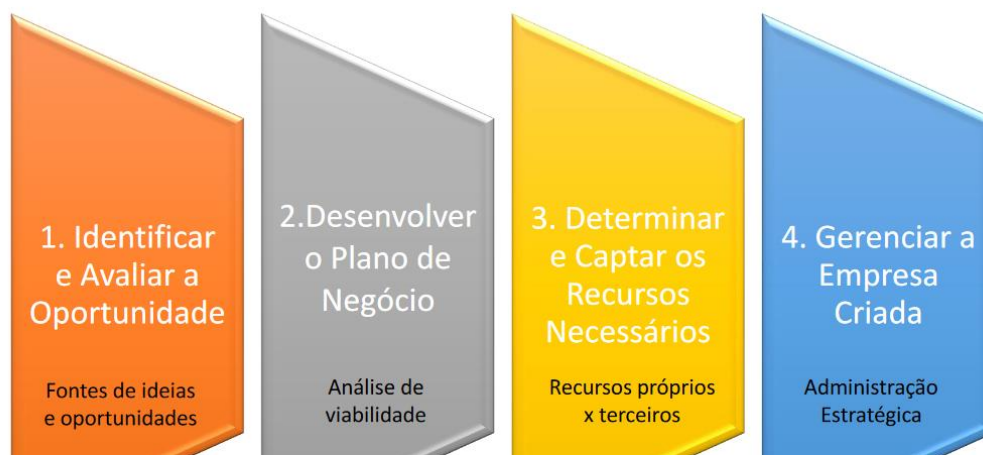 1. Identificar
e Avaliar a
Oportunidade
Fontes de ideias
e oportunidades
2.Desenvolver
o Plano de
Negócio
Análise de
viabilidade
3. Determinar
e Captar os
Recursos
Necessários
Recursos próprios
x terceiros
4. Gerenciar a
Empresa
Criada
Administração
Estratégica